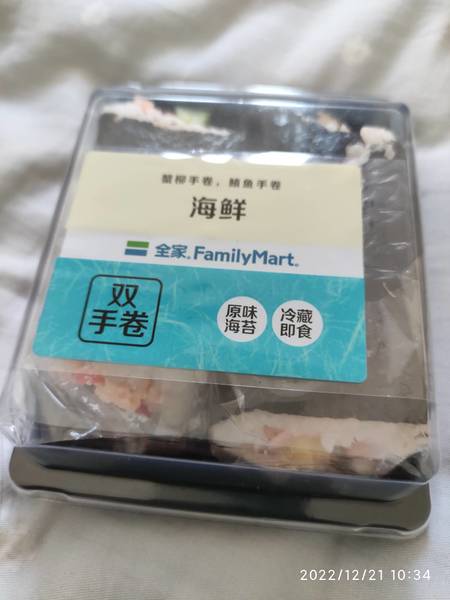 蟹柳手卷，鲔鱼手卷
海鲜
全家®FamilyMart®
双
手卷
原味
海苔
冷藏
即食
2022/12/21 10:34